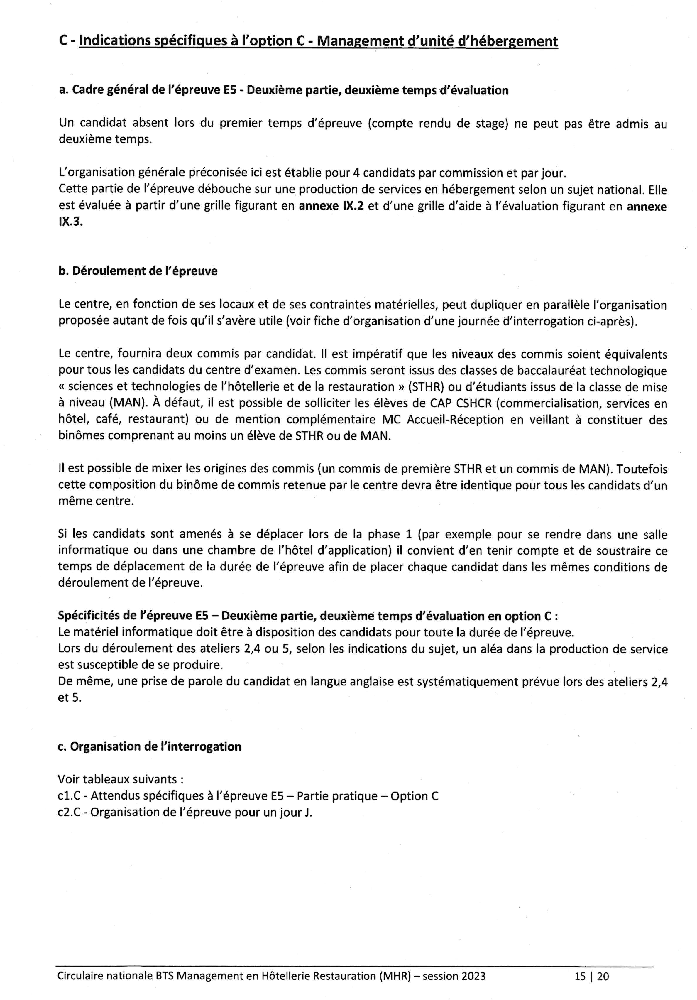 C - Indications spécifiques à l'option C - Management d'unité d'hébergement
a. Cadre général de l'épreuve E5 - Deuxième partie, deuxième temps d'évaluation
Un candidat absent lors du premier temps d'épreuve (compte rendu de stage) ne peut pas être admis au
deuxième temps.
L'organisation générale préconisée ici est établie pour 4 candidats par commission et par jour.
Cette partie de l'épreuve débouche sur une production de services en hébergement selon un sujet national. Elle
est évaluée à partir d'une grille figurant en annexe IX.2 et d'une grille d'aide à l'évaluation figurant en annexe
IX.3.
b. Déroulement de l'épreuve
Le centre, en fonction de ses locaux et de ses contraintes matérielles, peut dupliquer en parallèle l'organisation
proposée autant de fois qu'il s'avère utile (voir fiche d'organisation d'une journée d'interrogation ci-après).
Le centre, fournira deux commis par candidat. Il est impératif que les niveaux des commis soient équivalents
pour tous les candidats du centre d'examen. Les commis seront issus des classes de baccalauréat technologique
« sciences et technologies de l'hôtellerie et de la restauration » (STHR) ou d'étudiants issus de la classe de mise
à niveau (MAN). À défaut, il est possible de solliciter les élèves de CAP CSHCR (commercialisation, services en
hôtel, café, restaurant) ou de mention complémentaire MC Accueil-Réception en veillant à constituer des
binômes comprenant au moins un élève de STHR ou de MAN.
Il est possible de mixer les origines des commis (un commis de première STHR et un commis de MAN). Toutefois
cette composition du binôme de commis retenue par le centre devra être identique pour tous les candidats d'un
même centre.
Si les candidats sont amenés à se déplacer lors de la phase 1 (par exemple pour se rendre dans une salle
informatique ou dans une chambre de l'hôtel d'application) il convient d'en tenir compte et de soustraire ce
temps de déplacement de la durée de l'épreuve afin de placer chaque candidat dans les mêmes conditions de
déroulement de l'épreuve.
Spécificités de l'épreuve E5 – Deuxième partie, deuxième temps d'évaluation en option C :
Le matériel informatique doit être à disposition des candidats pour toute la durée de l'épreuve.
Lors du déroulement des ateliers 2,4 ou 5, selon les indications du sujet, un aléa dans la production de service
est susceptible de se produire.
De même, une prise de parole du candidat en langue anglaise est systématiquement prévue lors des ateliers 2,4
et 5.
c. Organisation de l'interrogation
Voir tableaux suivants :
c1.C - Attendus spécifiques à l'épreuve E5 – Partie pratique – Option C
c2.C - Organisation de l'épreuve pour un jour J.
Circulaire nationale BTS Management en Hôtellerie Restauration (MHR) – session 2023 15 | 20